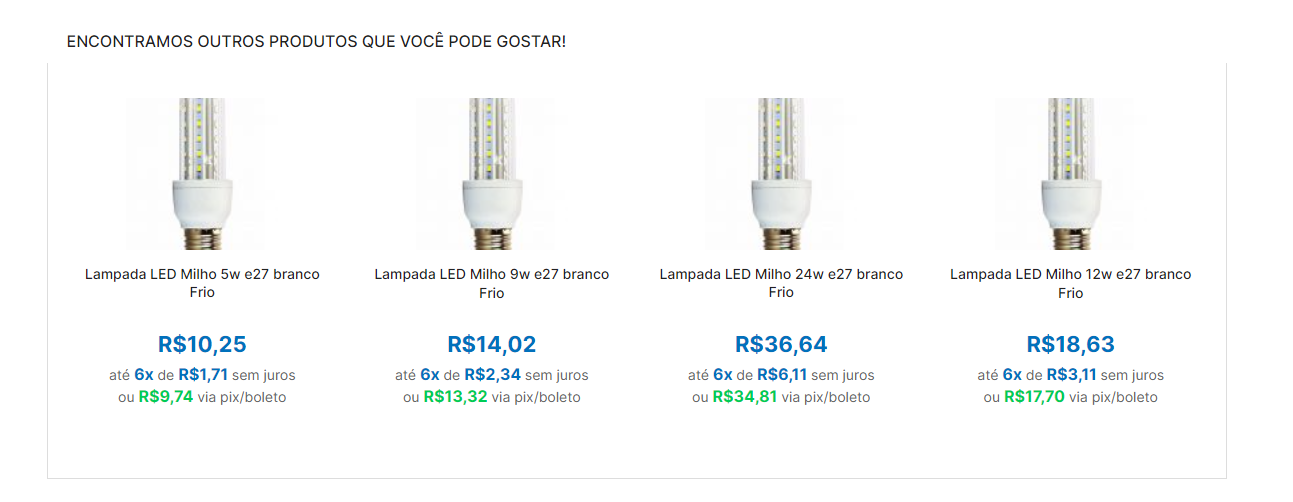 ENCONTRAMOS OUTROS PRODUTOS QUE VOCÊ PODE GOSTAR!
Lampada LED Milho 5w e27 branco
Frio
R$10,25
até 6x de R$1,71 sem juros
ou R$9,74 via pix/boleto
Lampada LED Milho 9w e27 branco
Frio
R$14,02
até 6x de R$2,34 sem juros
ou R$13,32 via pix/boleto
Lampada LED Milho 24w e27 branco
Frio
R$36,64
até 6x de R$6,11 sem juros
ou R$34,81 via pix/boleto
Lampada LED Milho 12w e27 branco
Frio
R$18,63
até 6x de R$3,11 sem juros
ou R$17,70 via pix/boleto